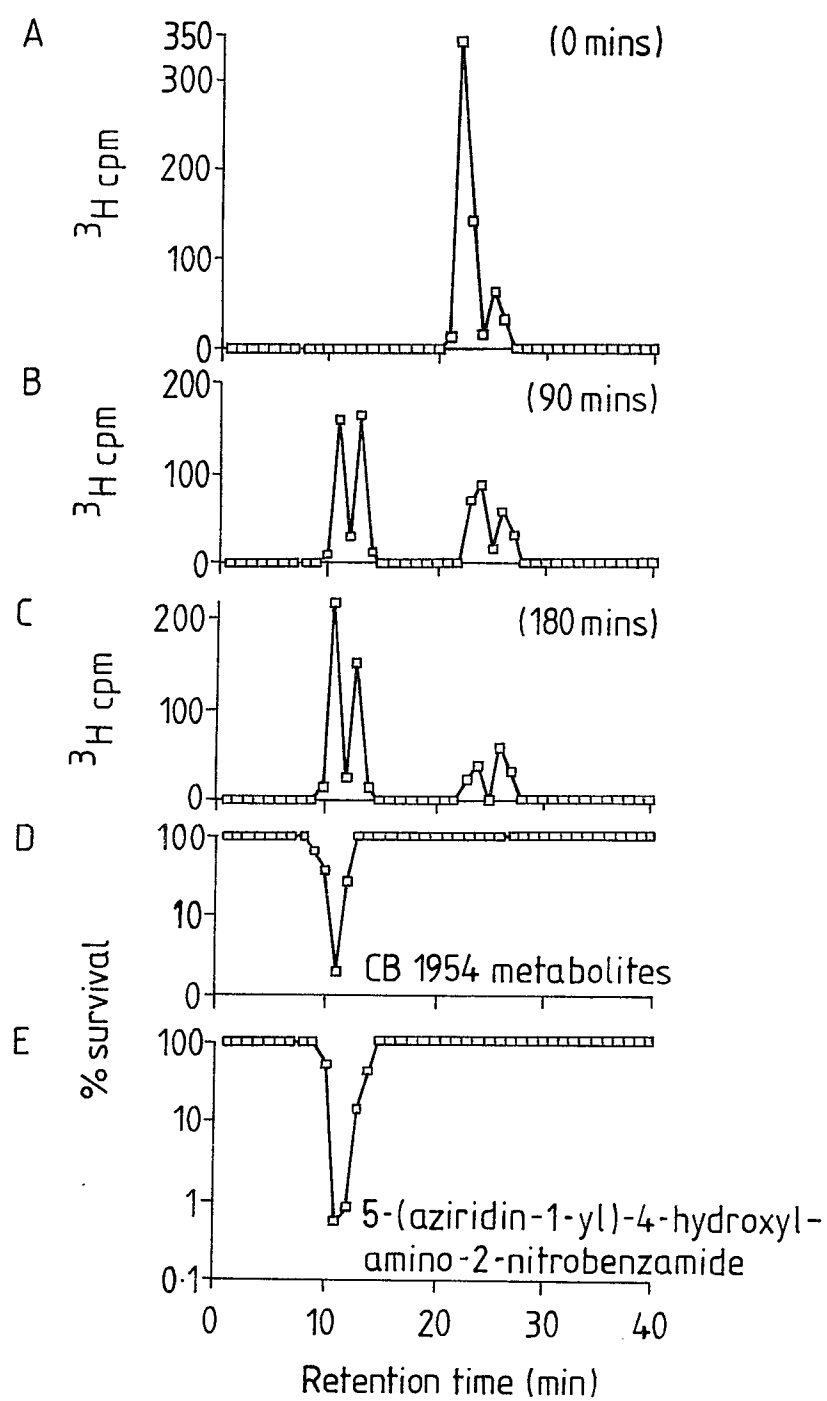 A
350
(0 mins)
300
200
100
0
³H cpm
B
200
(90 mins)
100
0
³H cpm
C
200
(180 mins)
100
0
³H cpm
D
100
10
0
CB 1954 metabolites
% survival
E
100
10
1
0·1
5-(aziridin-1-yl)-4-hydroxyl-
amino-2-nitrobenzamide
0 10 20 30 40
Retention time (min)